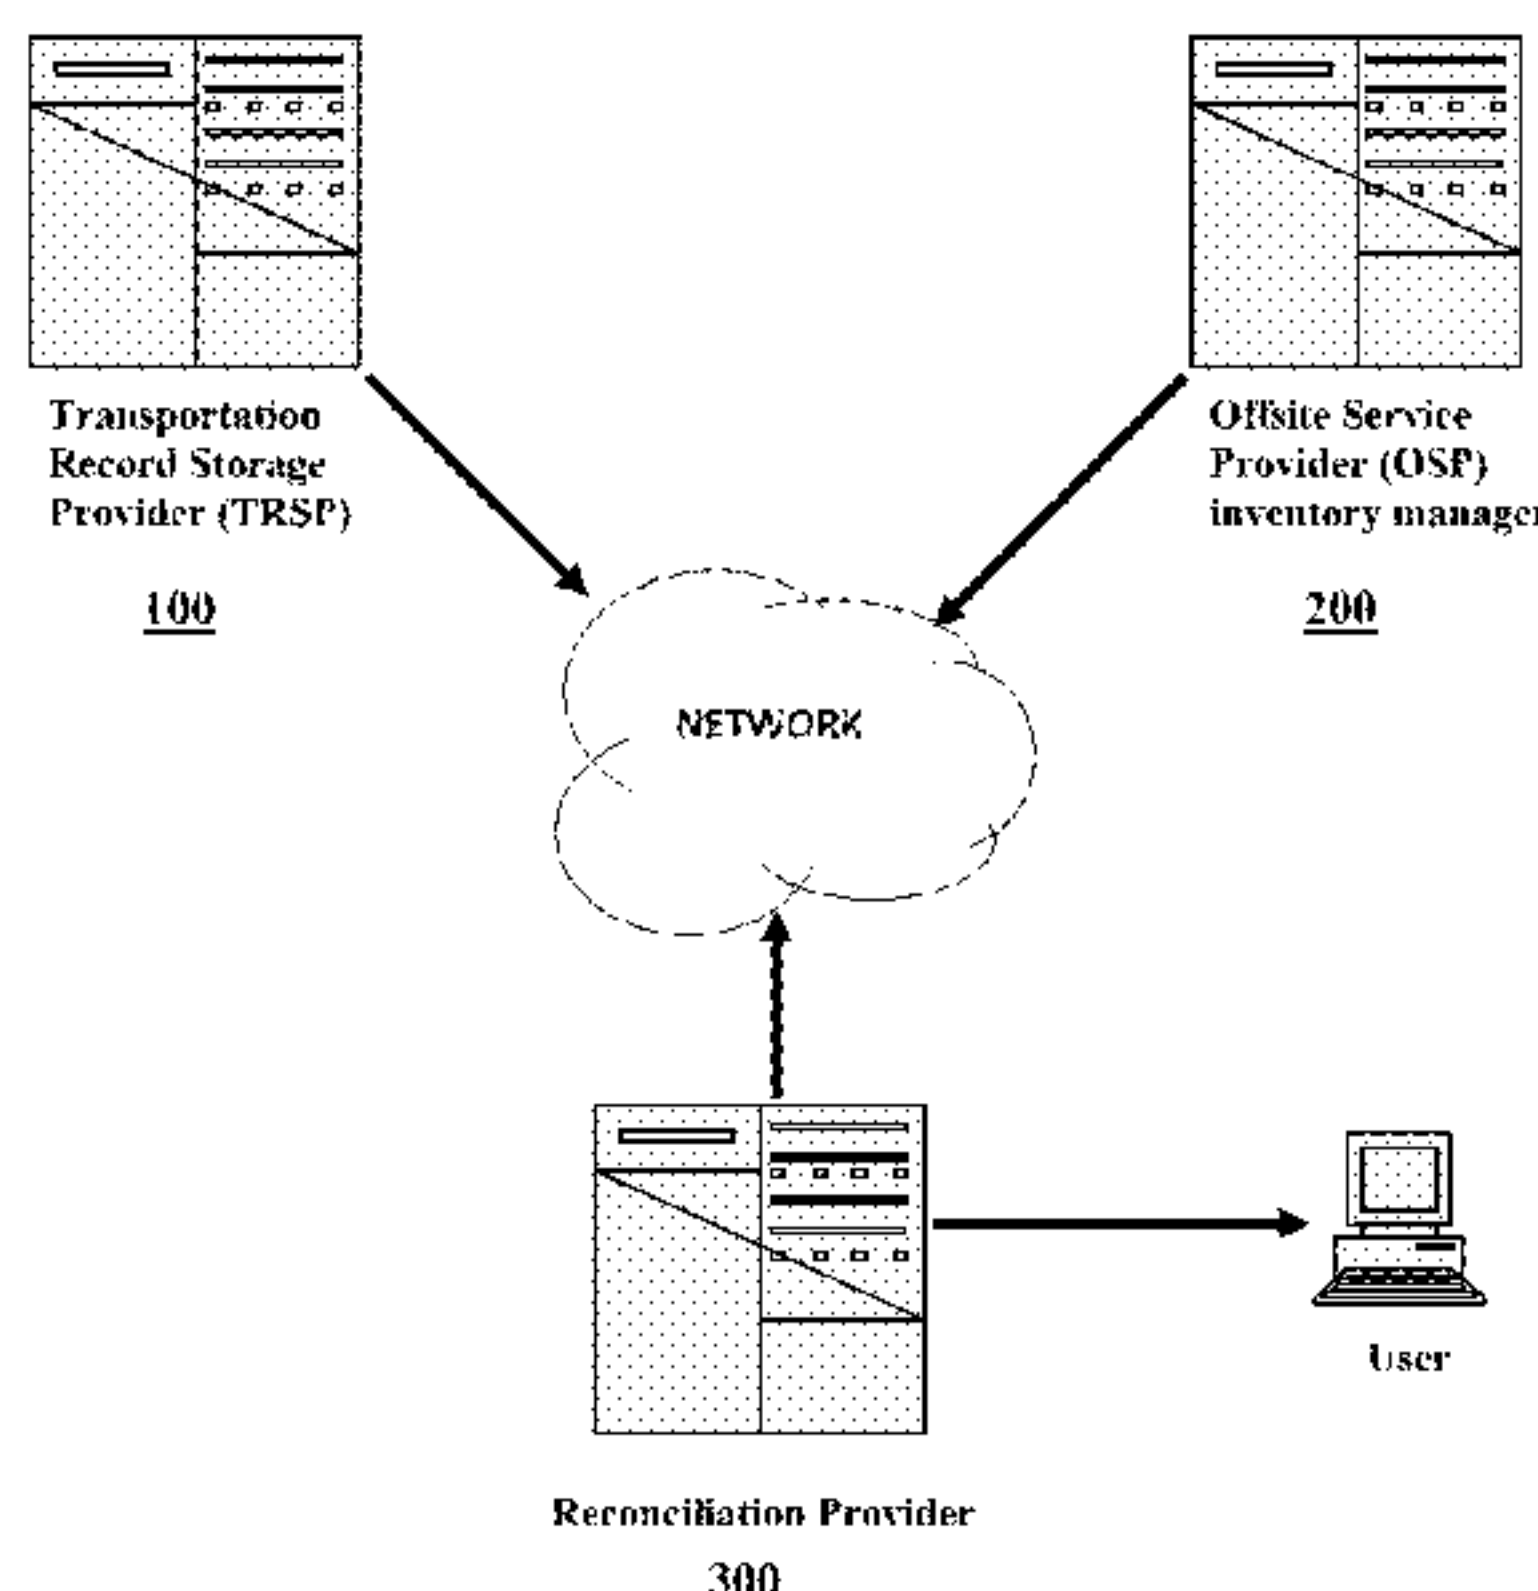 Transportation
Record Storage
Provider (TRSP)
100
Offsite Service
Provider (OSP)
inventory manager
200
NETWORK
User
Reconciliation Provider
300